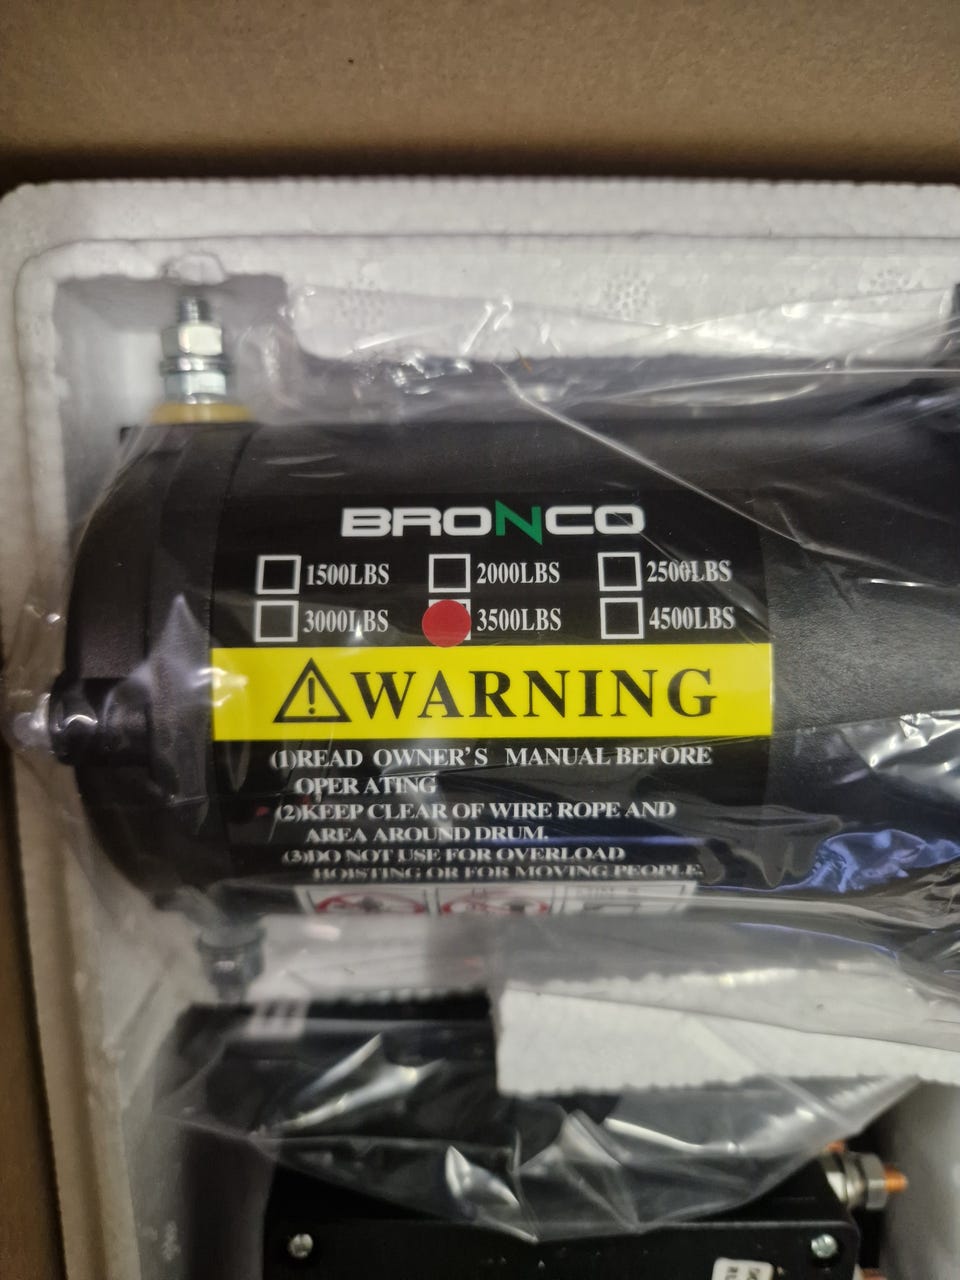 BRONCO
1500LBS 2000LBS 2500LBS
3000LBS 3500LBS 4500LBS
WARNING
(1)READ OWNER'S MANUAL BEFORE
OPERATING
(2)KEEP CLEAR OF WIRE ROPE AND
AREA AROUND DRUM.
(3)DO NOT USE FOR OVERLOAD
HOISTING OR FOR MOVING PEOPLE.